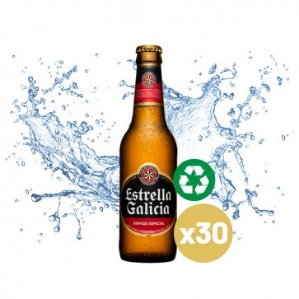 Estrella
Galicia
CERVEZA ESPECIAL
x30